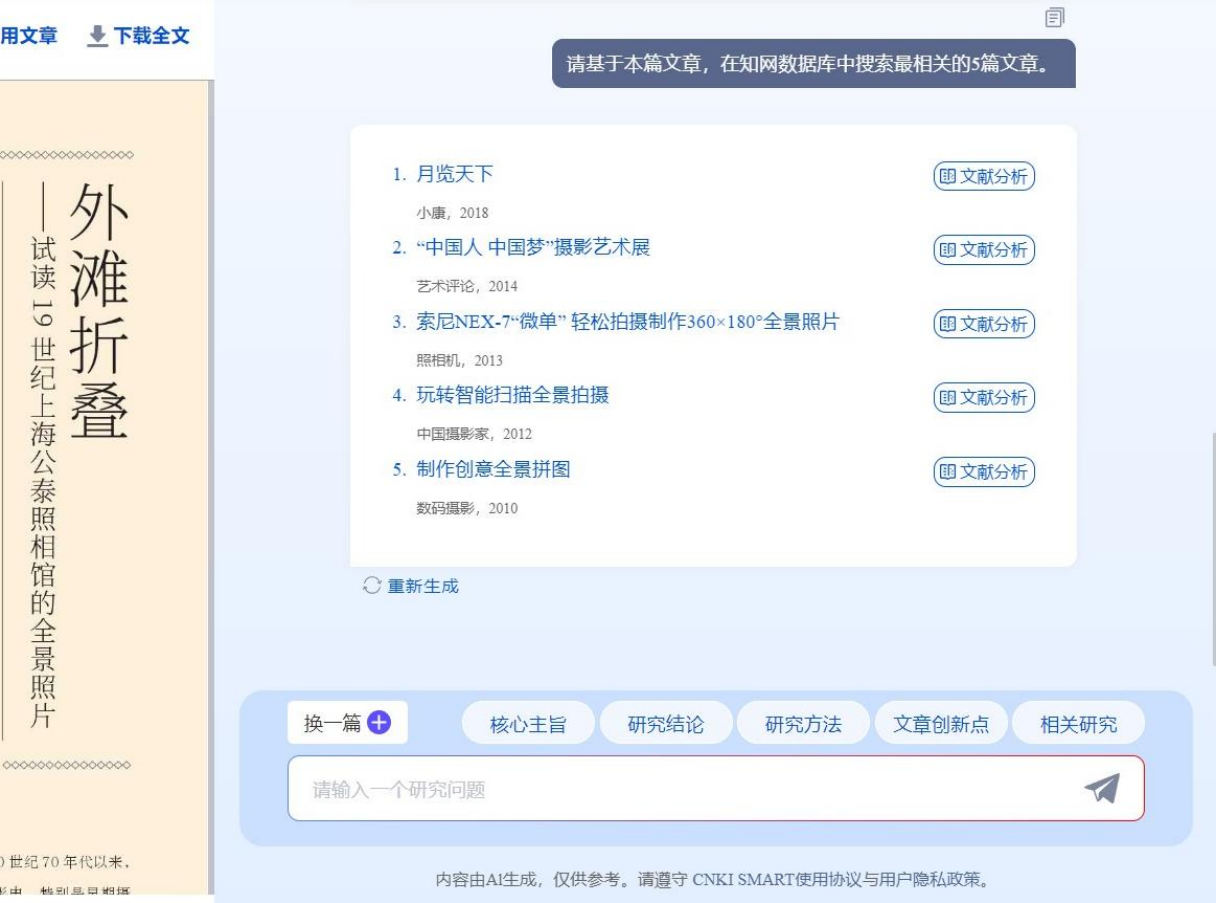 用文章 下载全文
外滩折叠
——试读19世纪上海公泰照相馆的全景照片
世纪70年代以来，
请基于本篇文章，在知网数据库中搜索最相关的5篇文章。
1. 月览天下
文献分析
小康，2018
2. “中国人 中国梦”摄影艺术展
文献分析
艺术评论，2014
3. 索尼NEX-7“微单” 轻松拍摄制作360×180°全景照片
文献分析
照相机，2013
4. 玩转智能扫描全景拍摄
文献分析
中国摄影家，2012
5. 制作创意全景拼图
文献分析
数码摄影，2010
重新生成
换一篇
核心主旨 研究结论 研究方法 文章创新点 相关研究
请输入一个研究问题
内容由AI生成，仅供参考。请遵守 CNKI SMART使用协议与用户隐私政策。